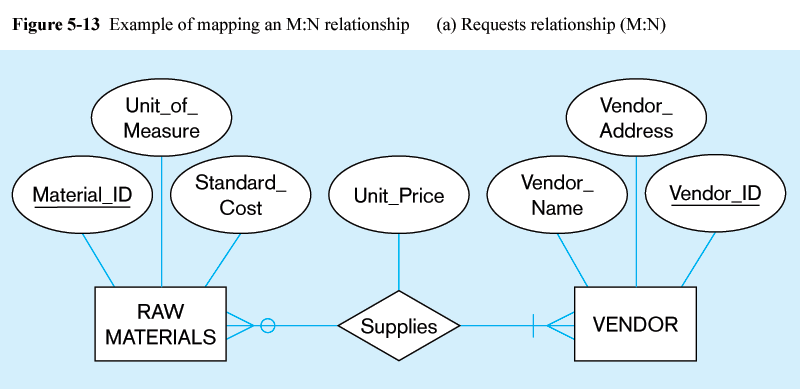 Figure 5-13 Example of mapping an M:N relationship (a) Requests relationship (M:N)
Unit_of_
Measure
Vendor_
Address
Material_ID
Standard_
Cost
Unit_Price
Vendor_
Name
Vendor_ID
RAW
MATERIALS
Supplies
VENDOR